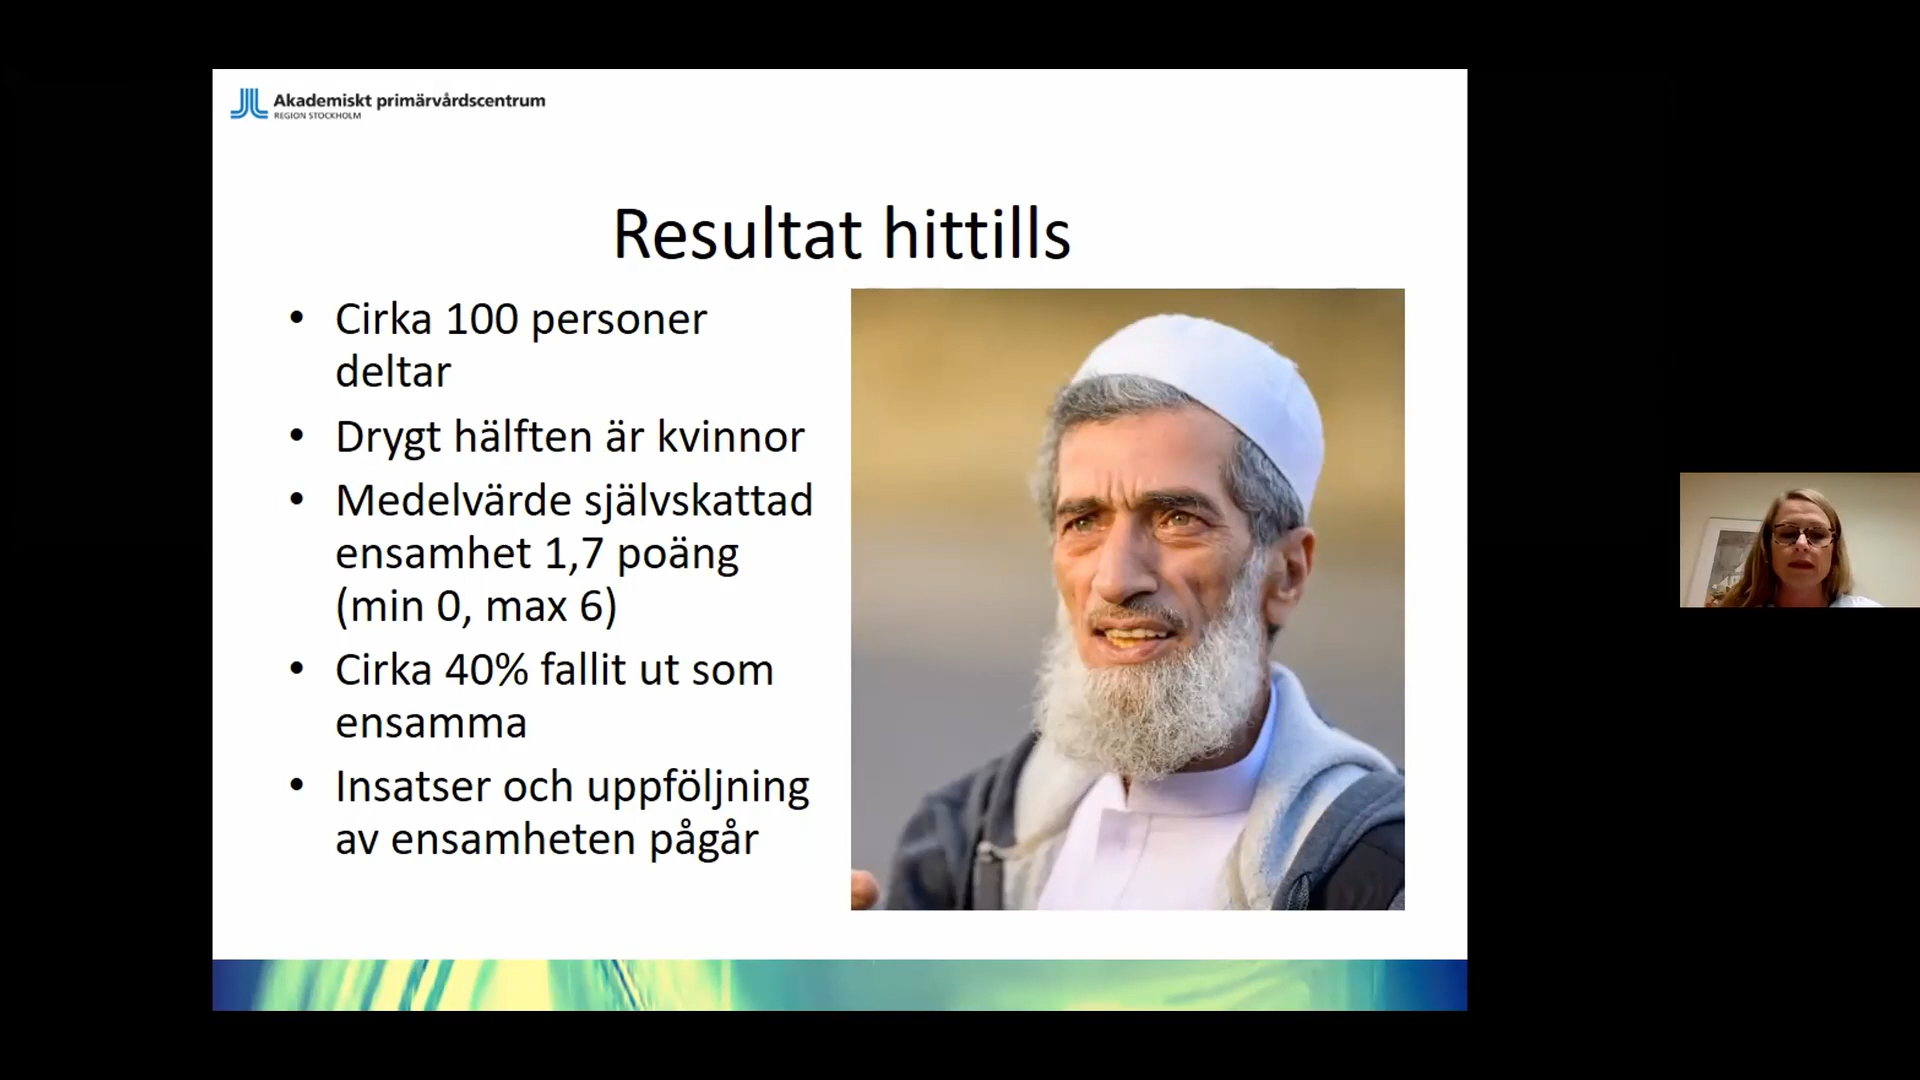 Akademiskt primärvårdscentrum
REGION STOCKHOLM
Resultat hittills
• Cirka 100 personer
deltar
• Drygt hälften är kvinnor
• Medelvärde självskattad
ensamhet 1,7 poäng
(min 0, max 6)
• Cirka 40% fallit ut som
ensamma
• Insatser och uppföljning
av ensamheten pågår